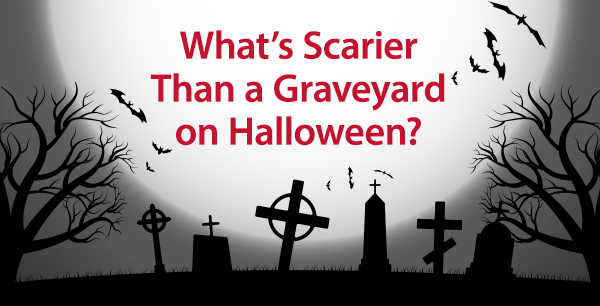 What’s Scarier
Than a Graveyard
on Halloween?